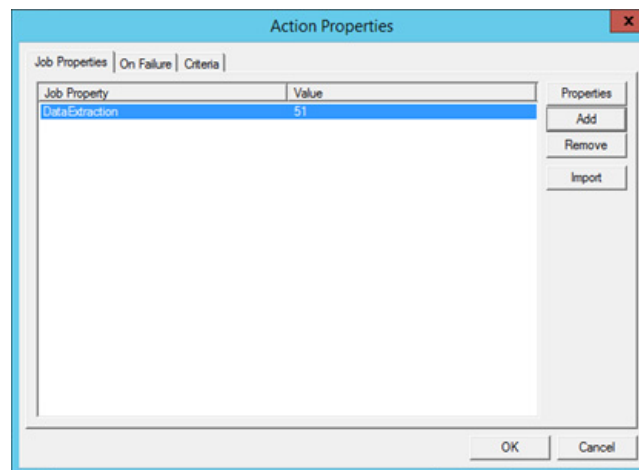 Action Properties
x
Job Properties On Failure Criteria
Job Property Value
DataExtraction 51
Properties
Add
Remove
Import
OK Cancel